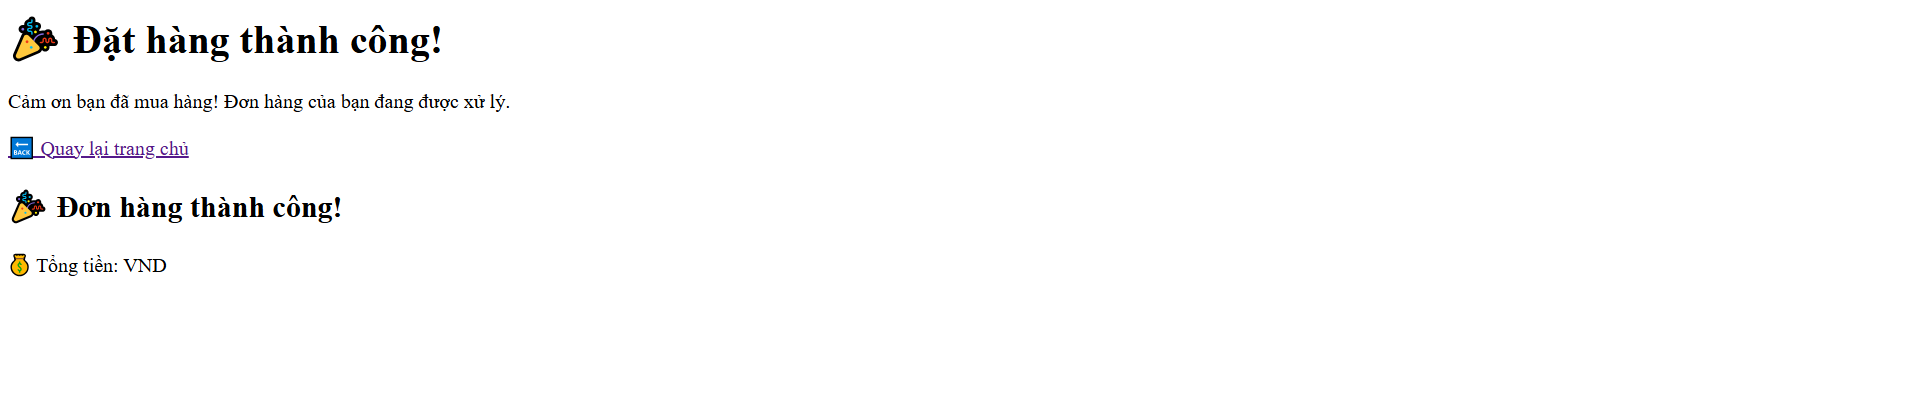 🎉 Đặt hàng thành công!
Cảm ơn bạn đã mua hàng! Đơn hàng của bạn đang được xử lý.
🔙 Quay lại trang chủ
🎉 Đơn hàng thành công!
💰 Tổng tiền: VND